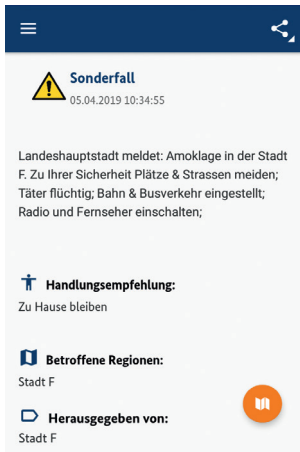 Sonderfall
05.04.2019 10:34:55
Landeshauptstadt meldet: Amoklage in der Stadt
F. Zu Ihrer Sicherheit Plätze & Strassen meiden;
Täter flüchtig; Bahn & Busverkehr eingestellt;
Radio und Fernseher einschalten;
Handlungsempfehlung:
Zu Hause bleiben
Betroffene Regionen:
Stadt F
Herausgegeben von:
Stadt F